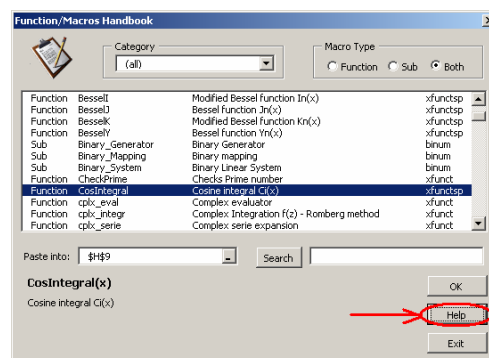 Function/Macros Handbook
Category
Macro Type
(all)
Function Sub Both
Function BesselI Modified Bessel function In(x) xfunctsp
Function BesselJ Bessel function Jn(x) xfunctsp
Function BesselK Modified Bessel function Kn(x) xfunctsp
Function BesselY Bessel function Yn(x) xfunctsp
Sub Binary_Generator Binary Generator binum
Sub Binary_Mapping Binary mapping binum
Sub Binary_System Binary Linear System binum
Function CheckPrime Checks Prime number xfunct
Function CosIntegral Cosine integral Ci(x) xfunctsp
Function cplx_eval Complex evaluator xfunct
Function cplx_integr Complex Integration f(z) - Romberg method xfunct
Function cplx_serie Complex serie expansion xfunct
Paste into: $H$9 Search
CosIntegral(x)
OK
Cosine integral Ci(x)
Help
Exit